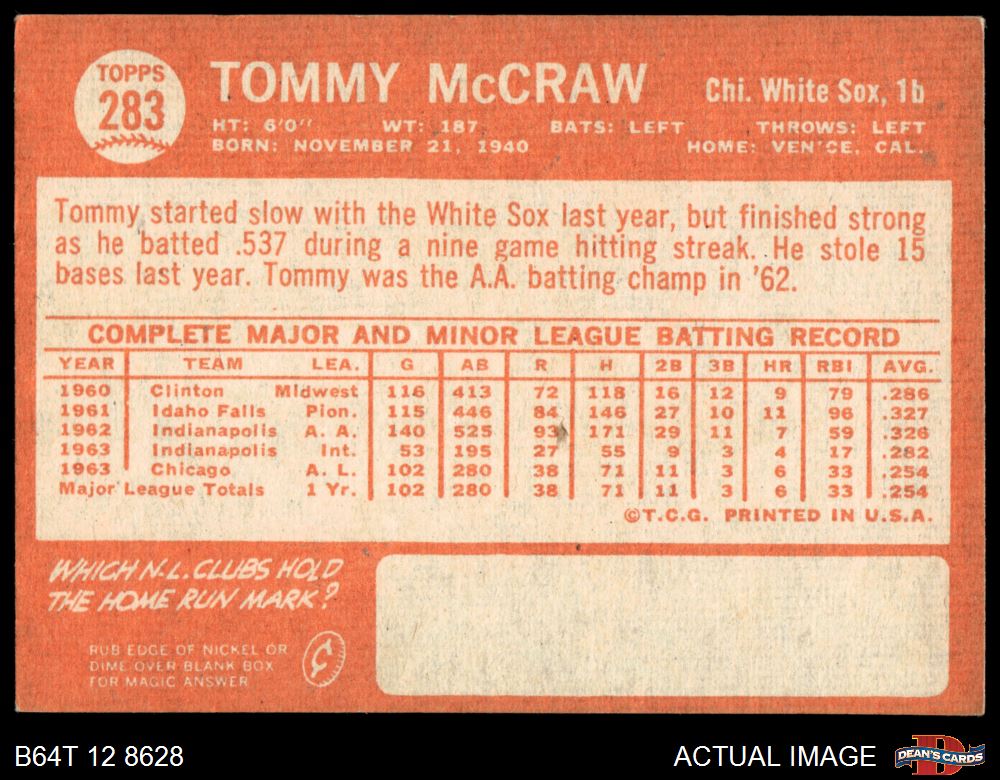 TOPPS
283
TOMMY McCRAW
Chi. White Sox, 1b
HT: 6'0" WT: 187 BATS: LEFT THROWS: LEFT
BORN: NOVEMBER 21, 1940 HOME: VENICE, CAL.
Tommy started slow with the White Sox last year, but finished strong
as he batted .537 during a nine game hitting streak. He stole 15
bases last year. Tommy was the A.A. batting champ in '62.
COMPLETE MAJOR AND MINOR LEAGUE BATTING RECORD
YEAR TEAM LEA. G AB R H 2B 3B HR RBI AVG.
1960 Clinton Midwest 116 413 72 118 16 12 9 79 .286
1961 Idaho Falls Pion. 115 446 84 146 27 10 11 96 .327
1962 Indianapolis A. A. 140 525 93 171 29 11 7 59 .326
1963 Indianapolis Int. 53 195 27 55 9 3 4 17 .282
1963 Chicago A. L. 102 280 38 71 11 3 6 33 .254
Major League Totals 1 Yr. 102 280 38 71 11 3 6 33 .254
©T.C.G. PRINTED IN U.S.A.
WHICH N.L. CLUBS HOLD
THE HOME RUN MARK?
RUB EDGE OF NICKEL OR
DIME OVER BLANK BOX
FOR MAGIC ANSWER
¢
B64T 12 8628
ACTUAL IMAGE
D
DEAN'S CARDS